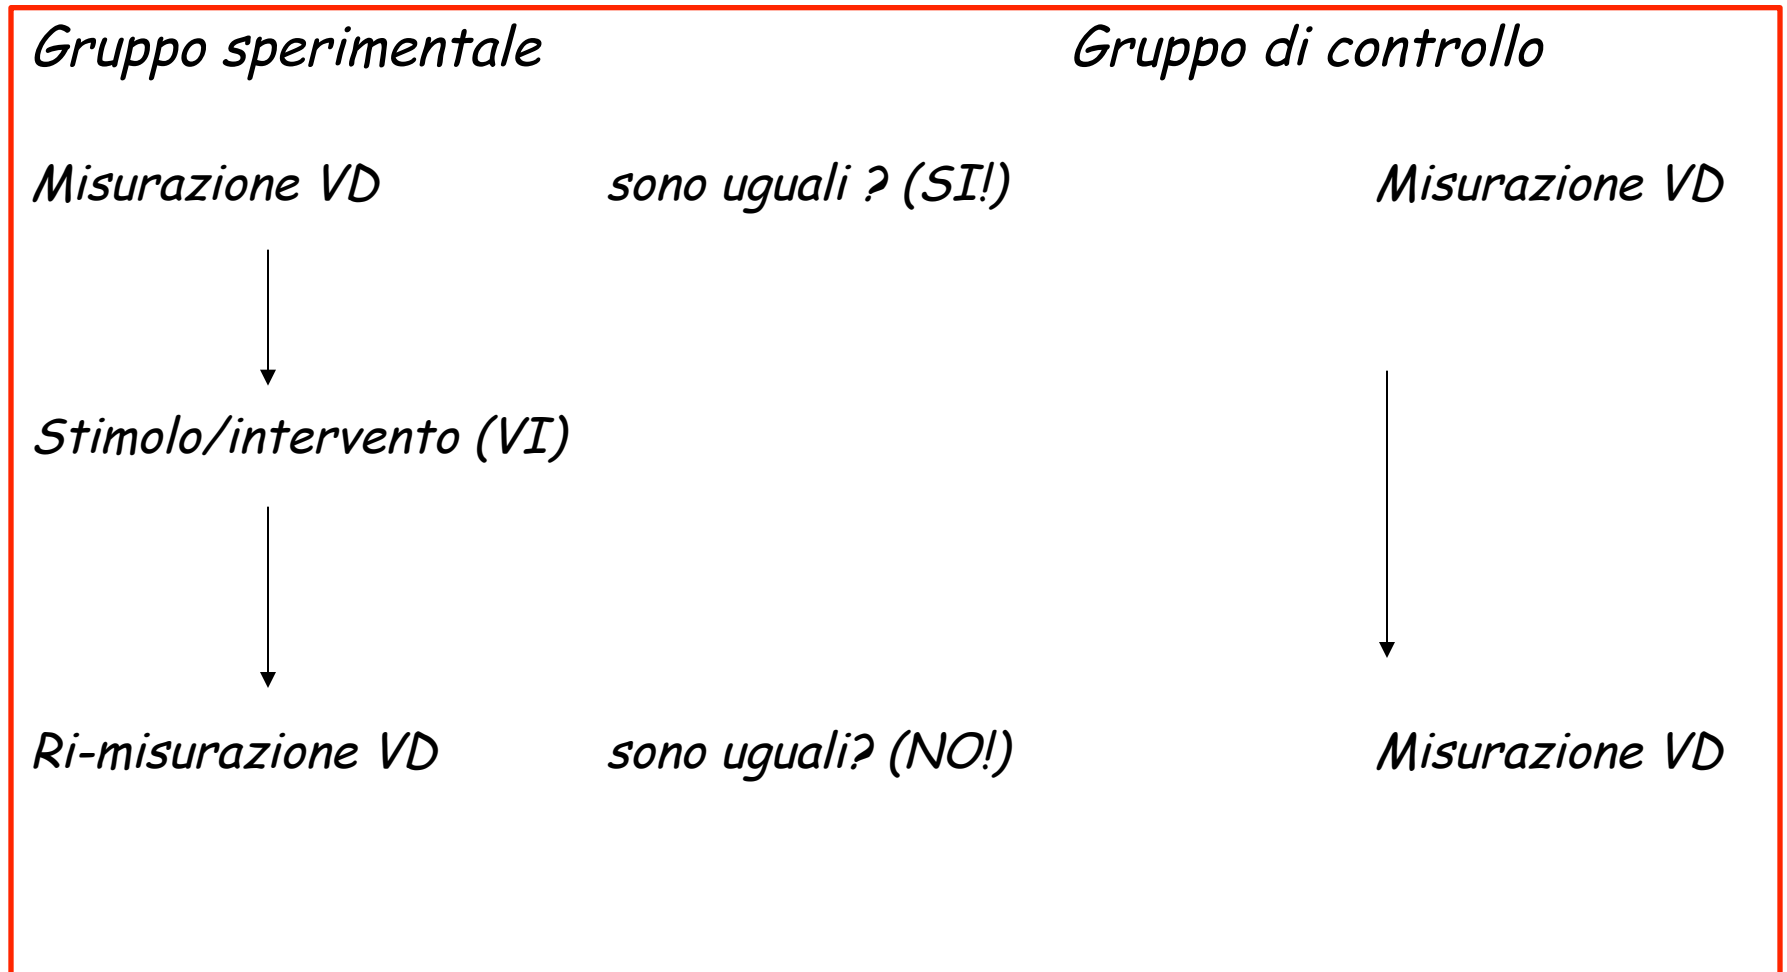 Gruppo sperimentale Gruppo di controllo
Misurazione VD sono uguali ? (SI!) Misurazione VD
Stimolo/intervento (VI)
Ri-misurazione VD sono uguali? (NO!) Misurazione VD